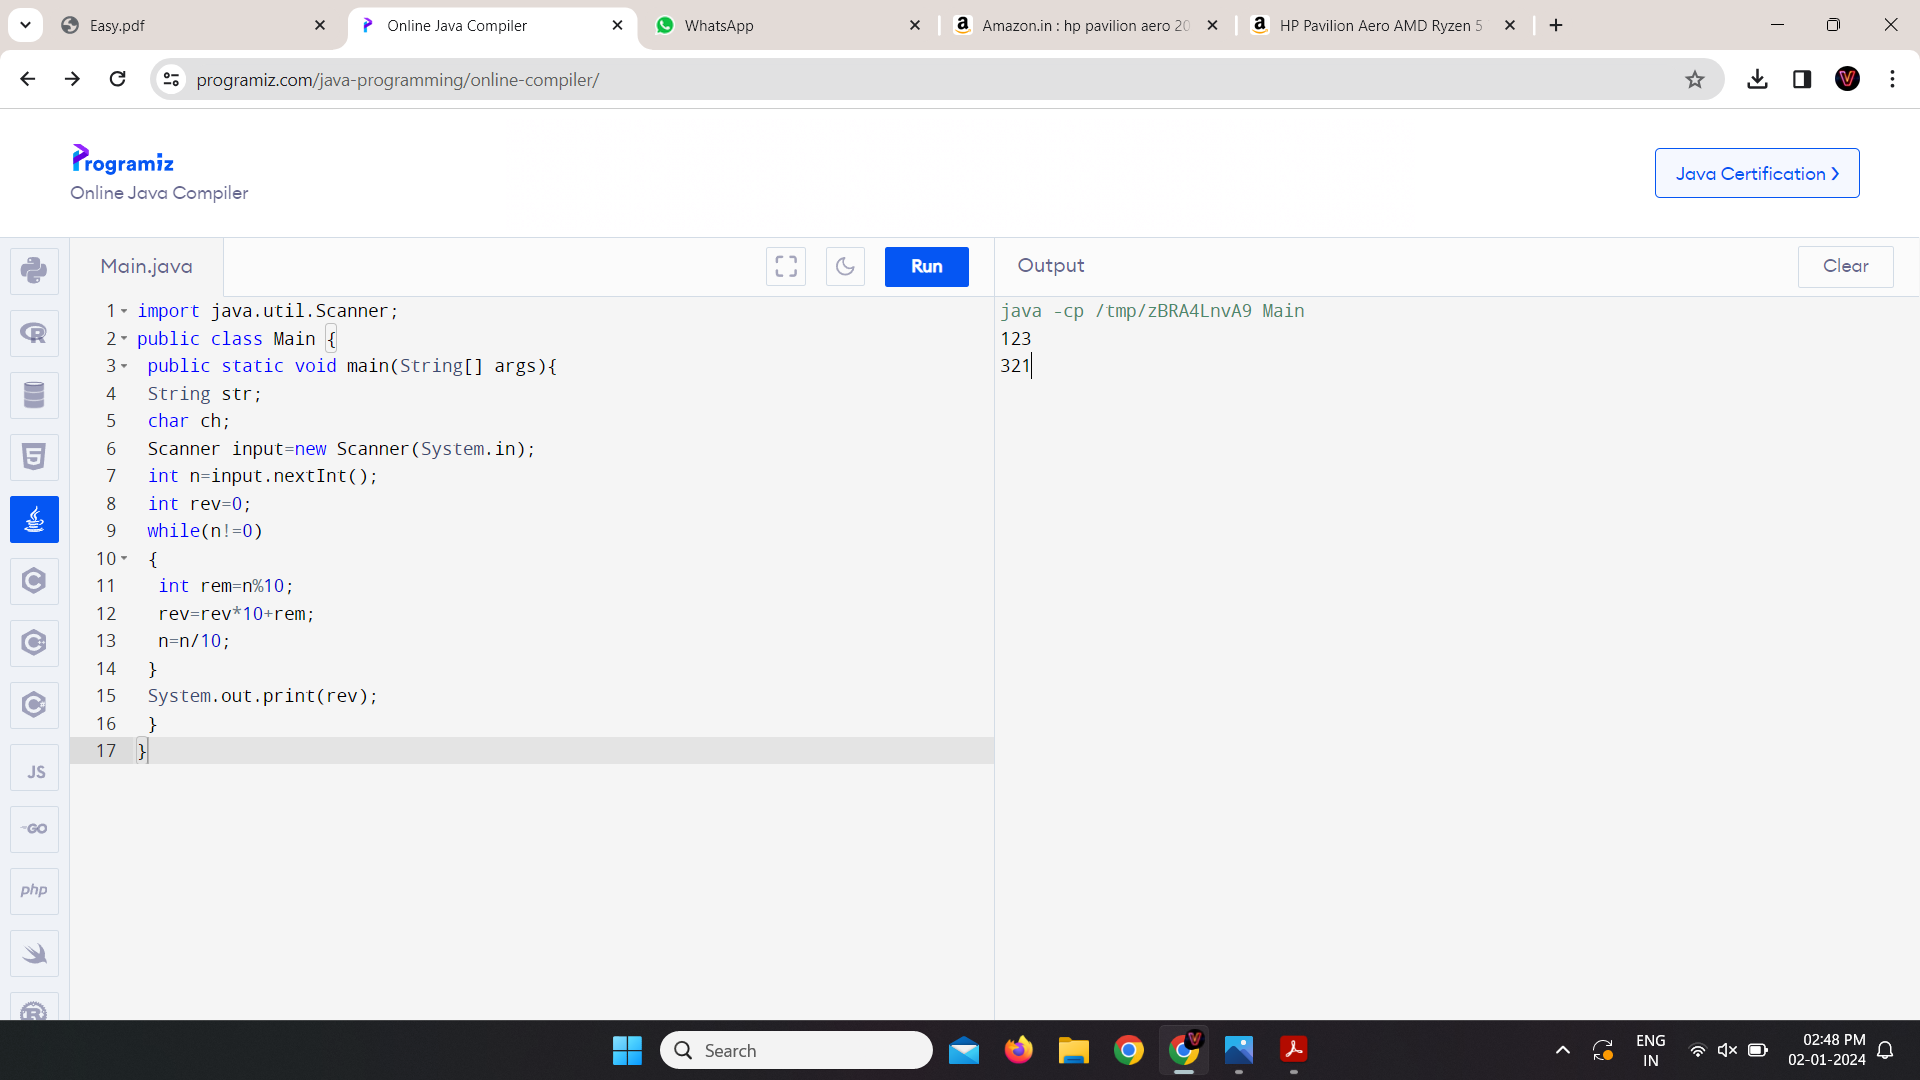 Easy.pdf
Online Java Compiler
WhatsApp
Amazon.in : hp pavilion aero 20
HP Pavilion Aero AMD Ryzen 5
programiz.com/java-programming/online-compiler/
Programiz
Online Java Compiler
Java Certification ❯
Main.java
Run
Output
Clear
1 import java.util.Scanner;
2 public class Main {
3 public static void main(String[] args){
4 String str;
5 char ch;
6 Scanner input=new Scanner(System.in);
7 int n=input.nextInt();
8 int rev=0;
9 while(n!=0)
10 {
11 int rem=n%10;
12 rev=rev*10+rem;
13 n=n/10;
14 }
15 System.out.print(rev);
16 }
17 }
java -cp /tmp/zBRA4LnvA9 Main
123
321
JS
GO
php
Search
ENG
IN
02:48 PM
02-01-2024